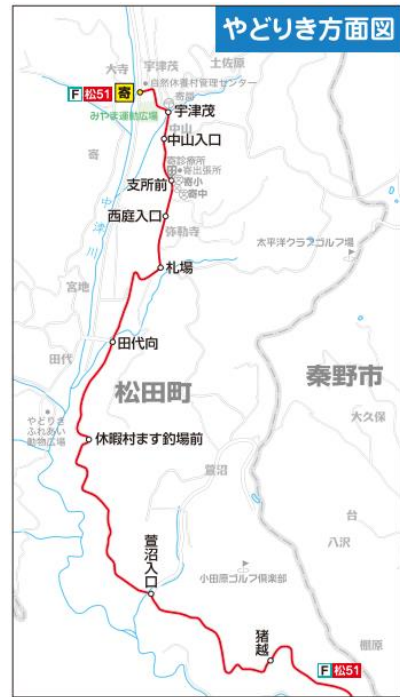 やどりき方面図
大寺
宇津茂
土佐原
自然休養村管理センター
F 松51 寄
寄
みやま運動広場
宇津茂
中山
中山入口
寄
寄診療所
寄出張所
支所前
寄小
寄中
中津川
西庭入口
弥勒寺
太平洋クラブゴルフ場
札場
宮地
田代向
田代
松田町
秦野市
やどりき
ふれあい
動物広場
大久保
休暇村ます釣場前
萱沼
台
八沢
萱沼入口
小田原ゴルフ倶楽部
猪越
棚原
F 松51